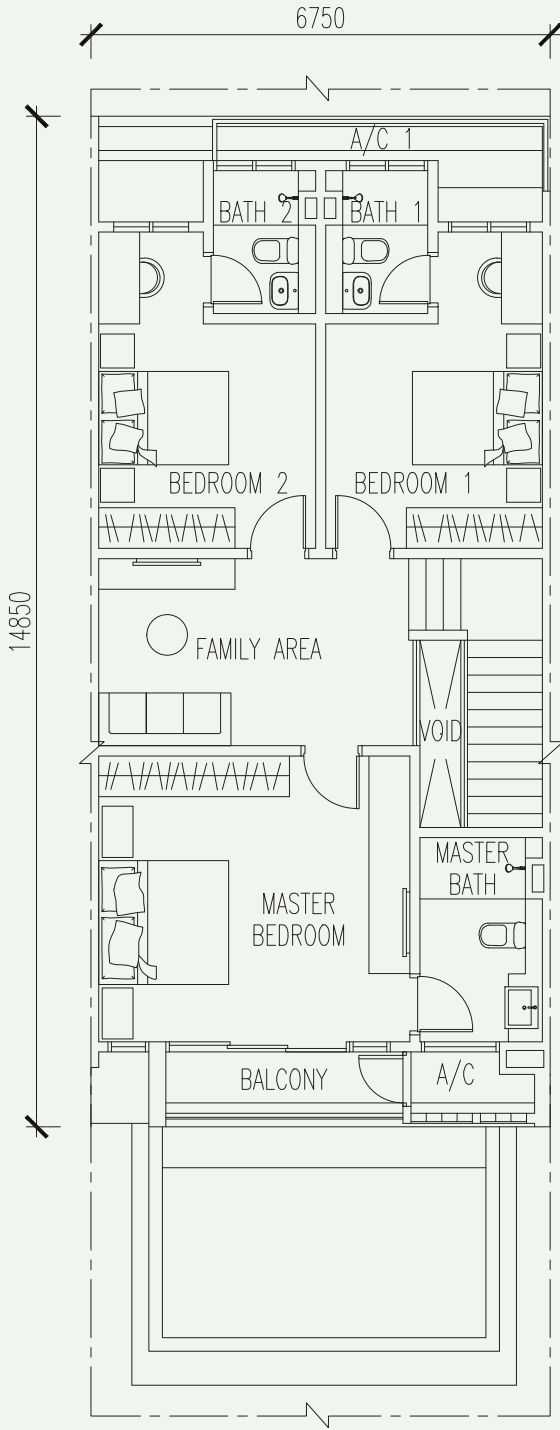 6750
A/C 1
BATH 2
BATH 1
BEDROOM 2
BEDROOM 1
14850
FAMILY AREA
VOID
MASTER
BATH
MASTER
BEDROOM
BALCONY
A/C